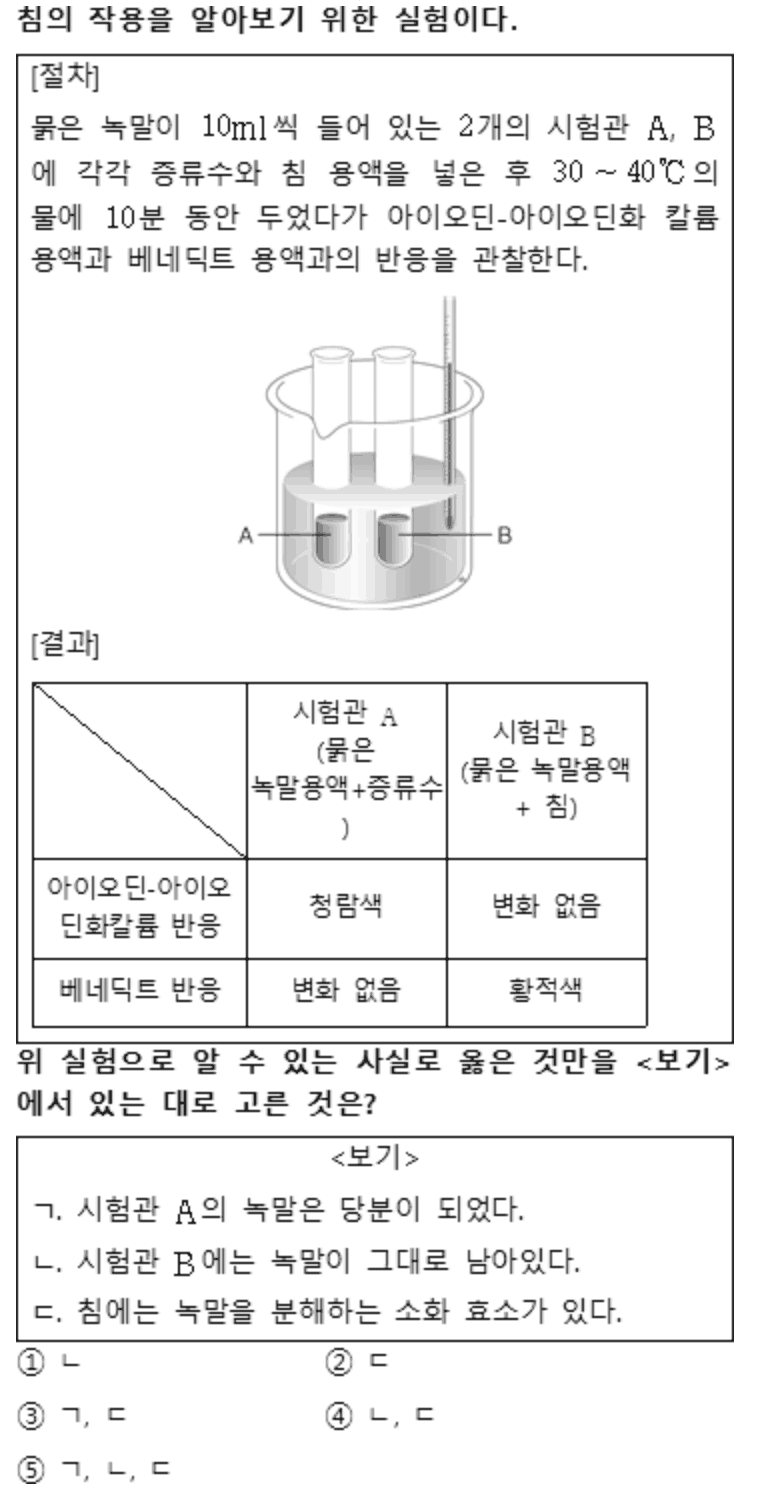 침의 작용을 알아보기 위한 실험이다.
[절차]
묽은 녹말이 10ml씩 들어 있는 2개의 시험관 A, B
에 각각 증류수와 침 용액을 넣은 후 30 ~ 40℃의
물에 10분 동안 두었다가 아이오딘-아이오딘화 칼륨
용액과 베네딕트 용액과의 반응을 관찰한다.
A
B
[결과]
시험관 A
(묽은
녹말용액+증류수
)
시험관 B
(묽은 녹말용액
+ 침)
아이오딘-아이오
딘화칼륨 반응
청람색
변화 없음
베네딕트 반응
변화 없음
황적색
위 실험으로 알 수 있는 사실로 옳은 것만을 <보기>
에서 있는 대로 고른 것은?
<보기>
ㄱ. 시험관 A의 녹말은 당분이 되었다.
ㄴ. 시험관 B에는 녹말이 그대로 남아있다.
ㄷ. 침에는 녹말을 분해하는 소화 효소가 있다.
① ㄴ ② ㄷ
③ ㄱ, ㄷ ④ ㄴ, ㄷ
⑤ ㄱ, ㄴ, ㄷ